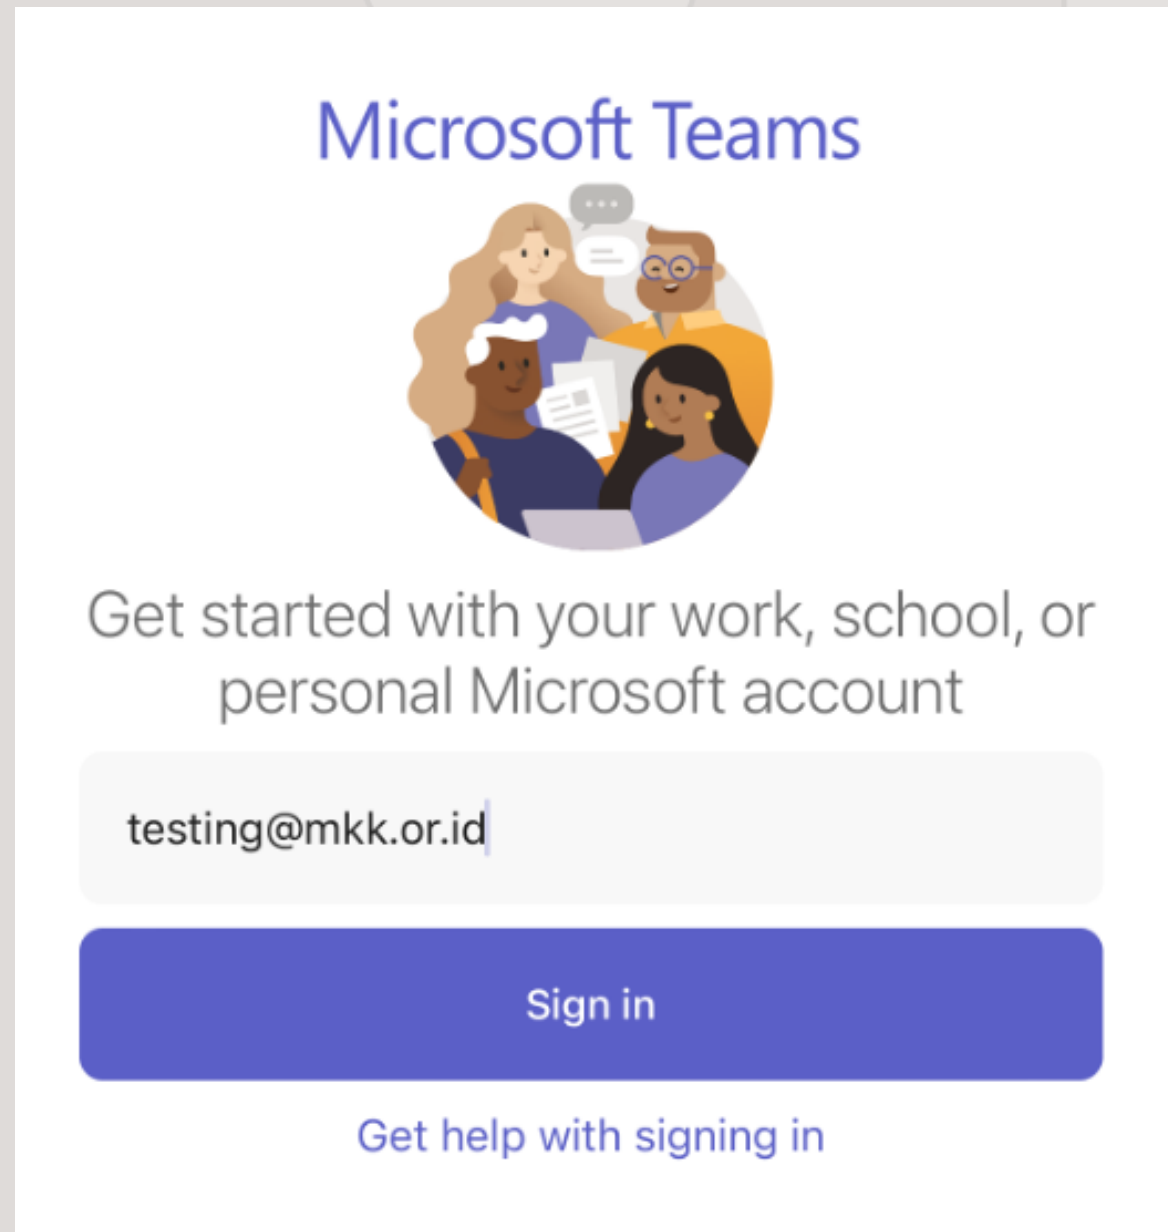 Microsoft Teams
Get started with your work, school, or
personal Microsoft account
testing@mkk.or.id
Sign in
Get help with signing in